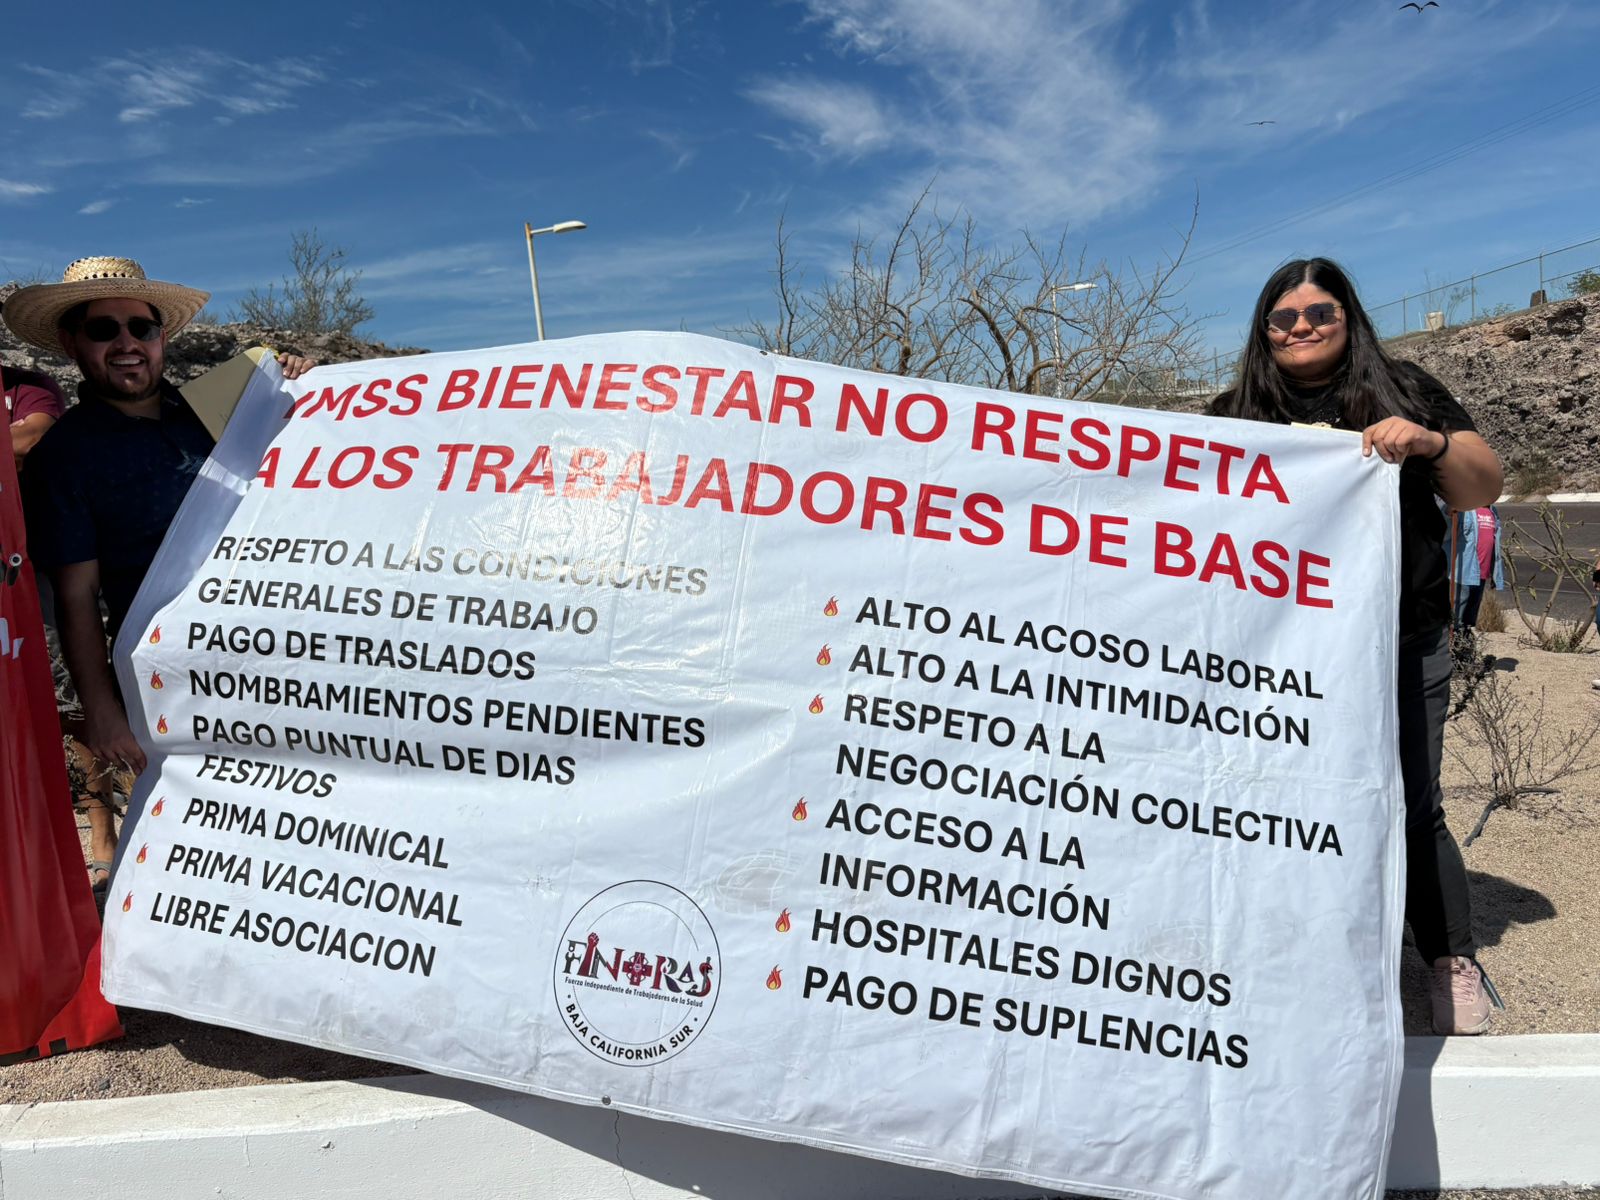 IMSS BIENESTAR NO RESPETA
A LOS TRABAJADORES DE BASE
RESPETO A LAS CONDICIONES
GENERALES DE TRABAJO
PAGO DE TRASLADOS
NOMBRAMIENTOS PENDIENTES
PAGO PUNTUAL DE DIAS
FESTIVOS
PRIMA DOMINICAL
PRIMA VACACIONAL
LIBRE ASOCIACION
ALTO AL ACOSO LABORAL
ALTO A LA INTIMIDACIÓN
RESPETO A LA
NEGOCIACIÓN COLECTIVA
ACCESO A LA
INFORMACIÓN
HOSPITALES DIGNOS
PAGO DE SUPLENCIAS
FINTRAS
Fuerza Independiente de Trabajadores de la Salud
• BAJA CALIFORNIA SUR •